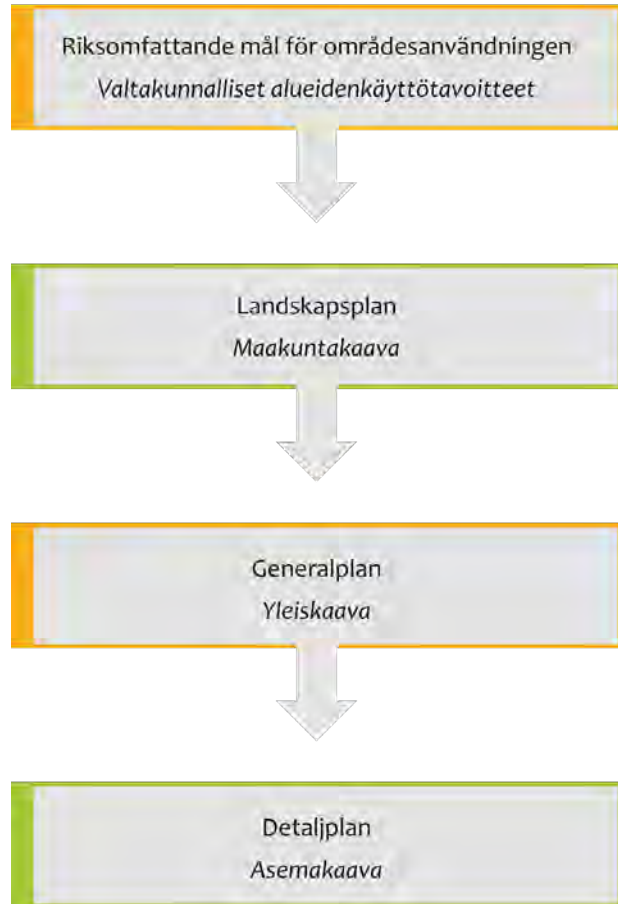 Riksomfattande mål för områdesanvändningen
Valtakunnalliset alueidenkäyttötavoitteet
Landskapsplan
Maakuntakaava
Generalplan
Yleiskaava
Detaljplan
Asemakaava